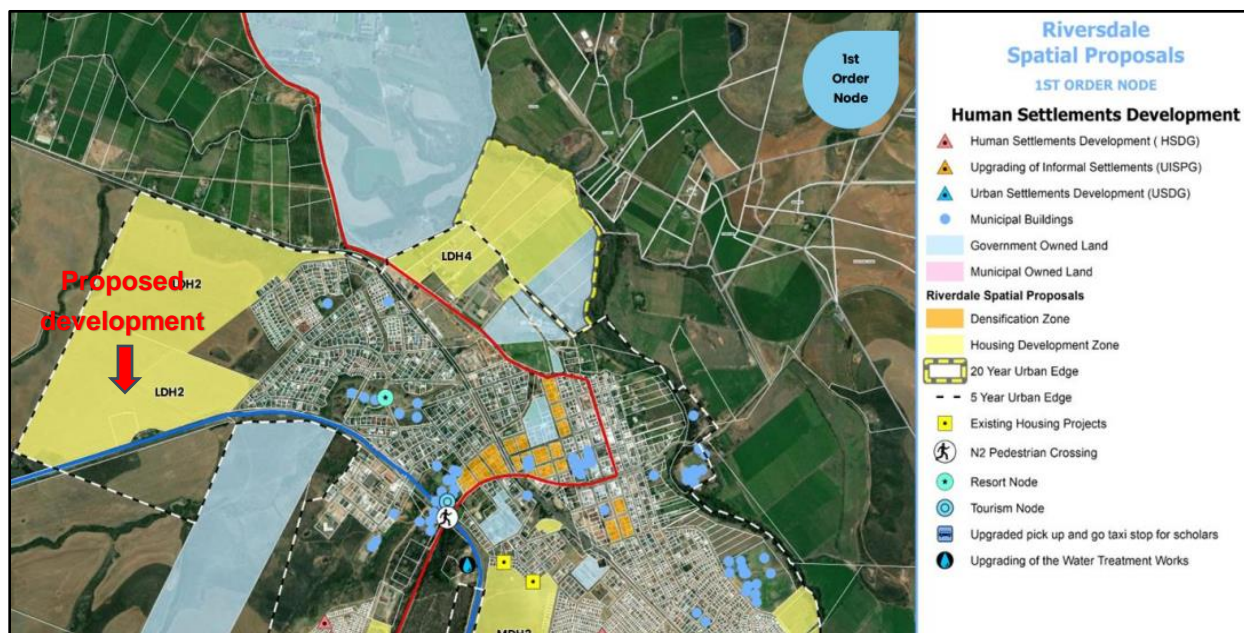 1st
Order
Node
LDH4
LDH2
Proposed
development
LDH2
MDH2
Riversdale
Spatial Proposals
1ST ORDER NODE
Human Settlements Development
Human Settlements Development ( HSDG)
Upgrading of Informal Settlements (UISPG)
Urban Settlements Development (USDG)
Municipal Buildings
Government Owned Land
Municipal Owned Land
Riverdale Spatial Proposals
Densification Zone
Housing Development Zone
20 Year Urban Edge
5 Year Urban Edge
Existing Housing Projects
N2 Pedestrian Crossing
Resort Node
Tourism Node
Upgraded pick up and go taxi stop for scholars
Upgrading of the Water Treatment Works